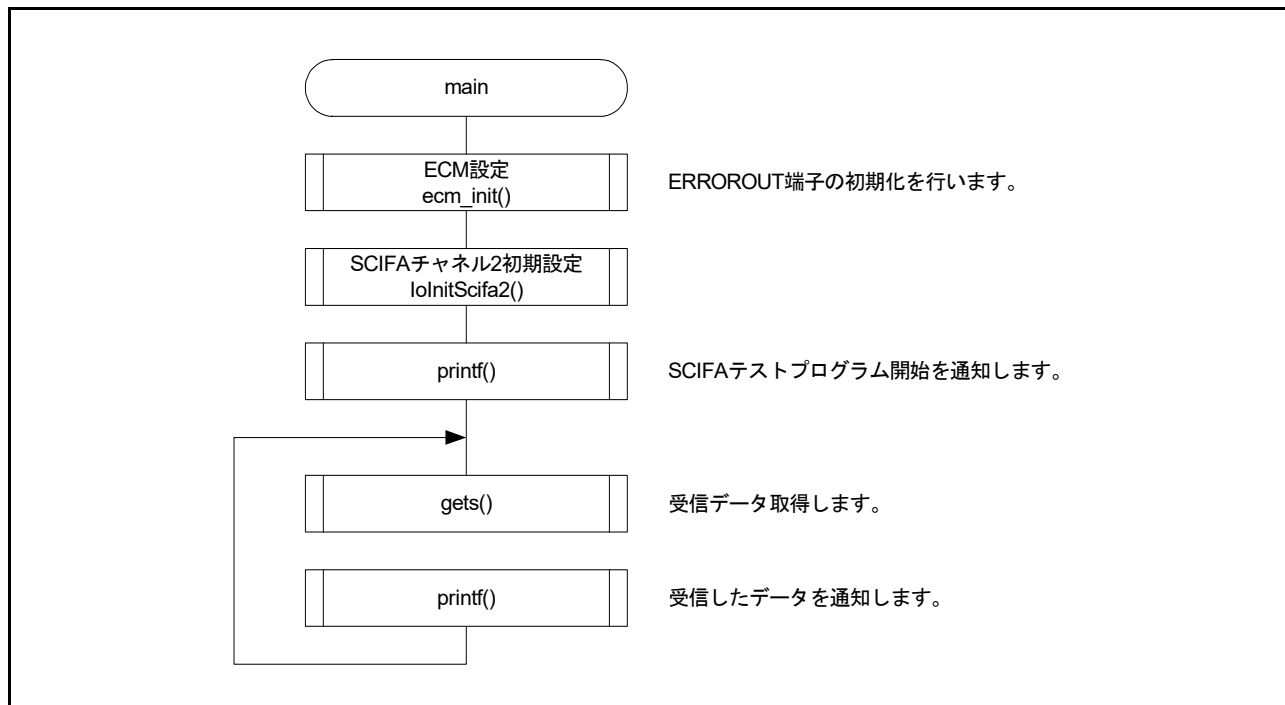 main
ECM設定
ecm_init()
ERROROUT端子の初期化を行います。
SCIFAチャネル2初期設定
IoInitScifa2()
printf()
SCIFAテストプログラム開始を通知します。
gets()
受信データ取得します。
printf()
受信したデータを通知します。